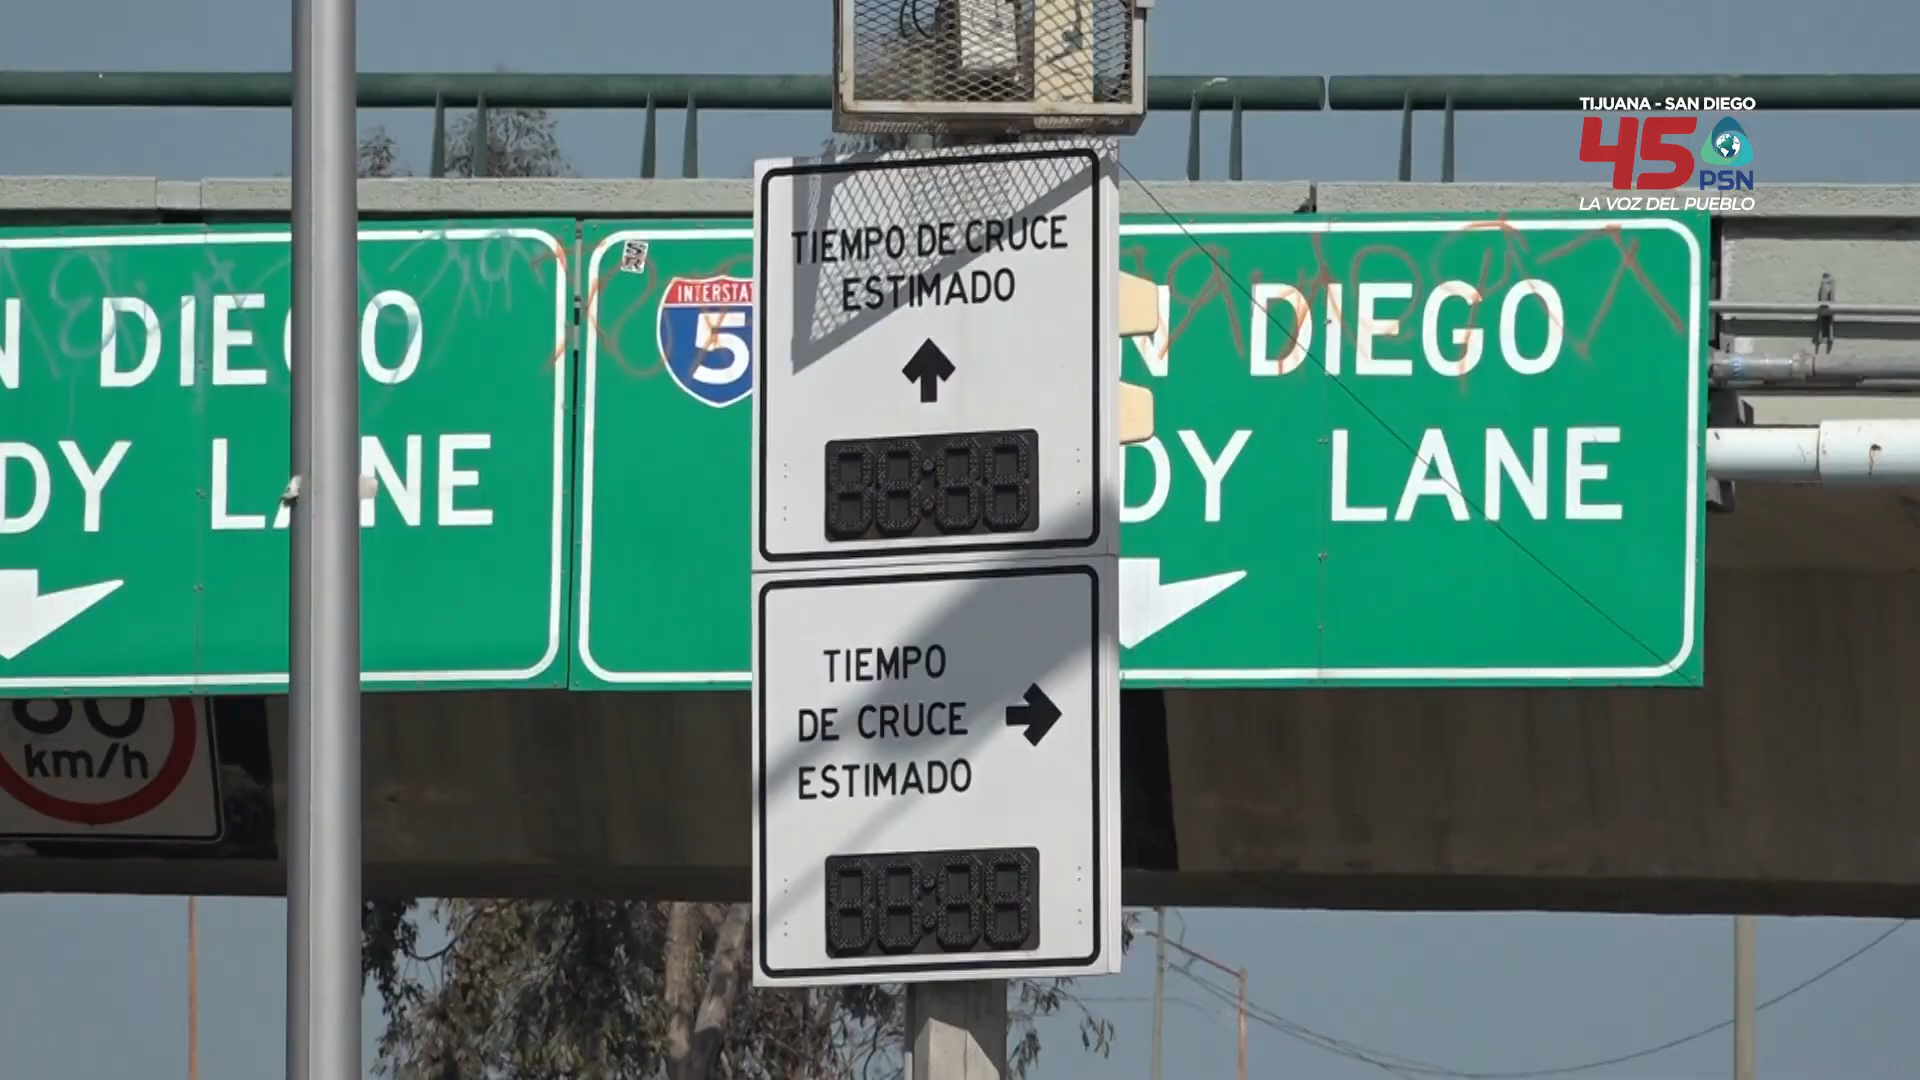 TIJUANA - SAN DIEGO
45
PSN
LA VOZ DEL PUEBLO
N DIEGO
DY LANE
INTERSTAT
5
N DIEGO
DY LANE
TIEMPO DE CRUCE
ESTIMADO
TIEMPO
DE CRUCE
ESTIMADO
km/h